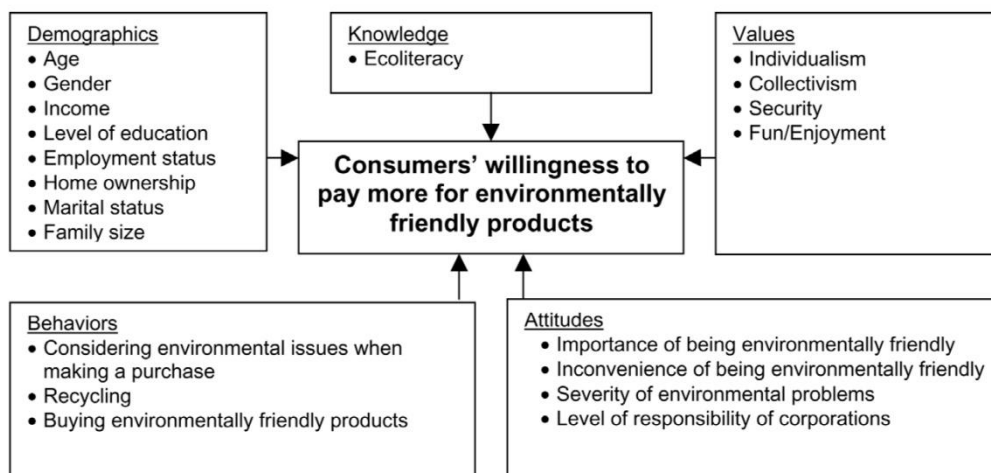 Demographics
• Age
• Gender
• Income
• Level of education
• Employment status
• Home ownership
• Marital status
• Family size
Knowledge
• Ecoliteracy
Values
• Individualism
• Collectivism
• Security
• Fun/Enjoyment
Consumers’ willingness to
pay more for environmentally
friendly products
Behaviors
• Considering environmental issues when
making a purchase
• Recycling
• Buying environmentally friendly products
Attitudes
• Importance of being environmentally friendly
• Inconvenience of being environmentally friendly
• Severity of environmental problems
• Level of responsibility of corporations